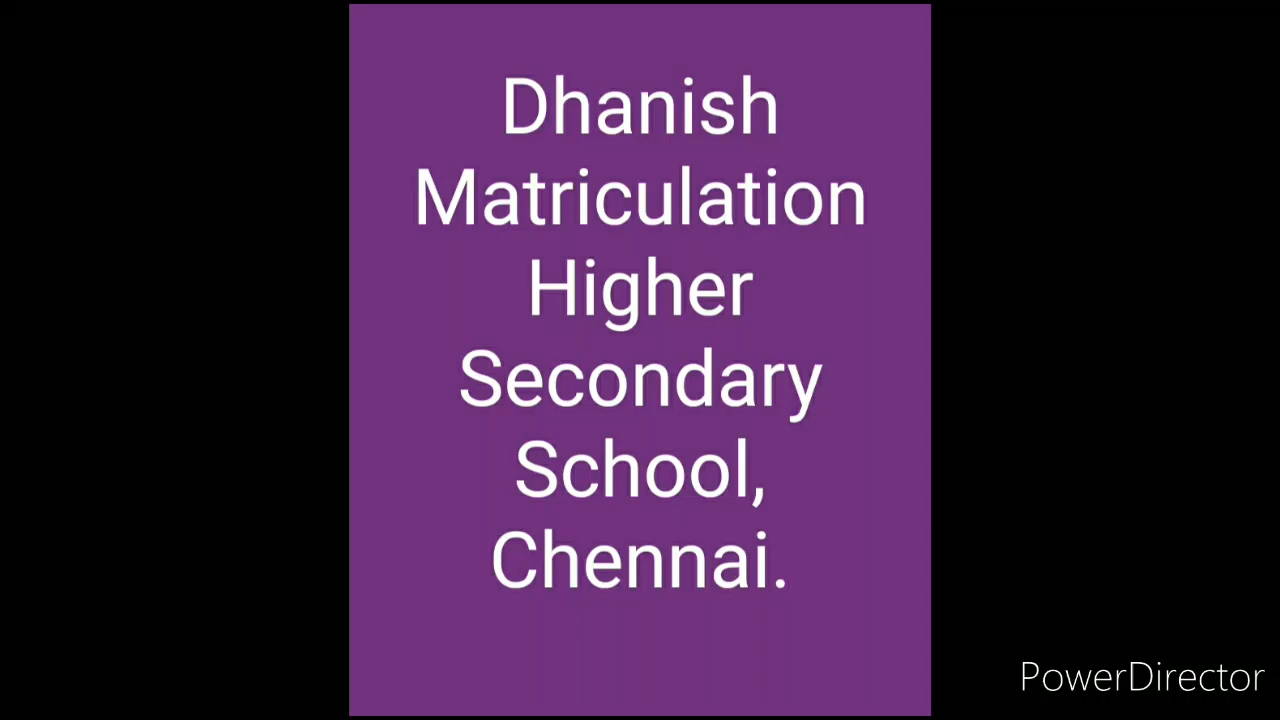 Dhanish
Matriculation
Higher
Secondary
School,
Chennai.
PowerDirector